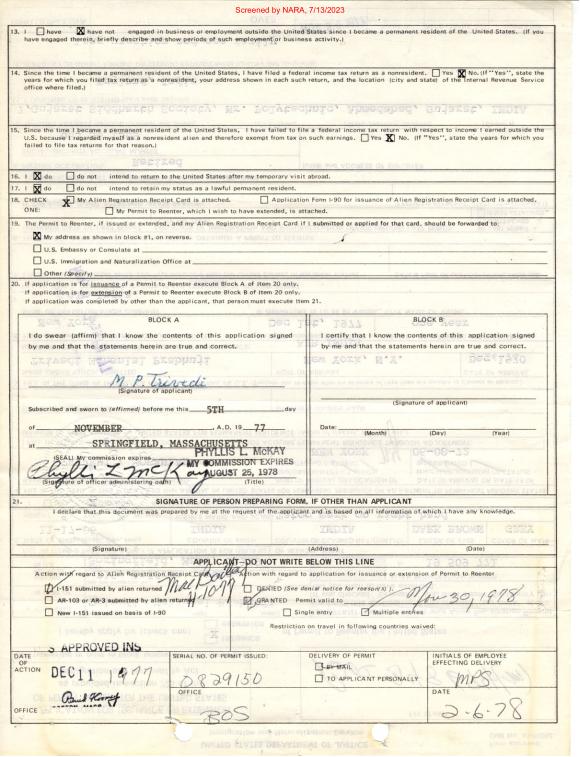 Screened by NARA, 7/13/2023
13. I ☐ have ☒ have not engaged in business or employment outside the United States since I became a permanent resident of the United States. (If you
have engaged therein, briefly describe and show periods of such employment or business activity.)
14. Since the time I became a permanent resident of the United States, I have filed a federal income tax return as a nonresident. ☐ Yes ☒ No. (If "Yes", state the
years for which you filed tax return as a nonresident, your address shown in each such return, and the location (city and state) of the Internal Revenue Service
office where filed.)
15. Since the time I became a permanent resident of the United States, I have failed to file a federal income tax return with respect to income I earned outside the
U.S. because I regarded myself as a nonresident alien and therefore exempt from tax on such earnings. ☐ Yes ☒ No. (If "Yes", state the years for which you
failed to file tax returns for that reason.)
16. I ☒ do ☐ do not intend to return to the United States after my temporary visit abroad.
17. I ☒ do ☐ do not intend to retain my status as a lawful permanent resident.
18. CHECK ☒ My Alien Registration Receipt Card is attached. ☐ Application Form I-90 for issuance of Alien Registration Receipt Card is attached.
ONE: ☐ My Permit to Reenter, which I wish to have extended, is attached.
19. The Permit to Reenter, if issued or extended, and my Alien Registration Receipt Card if I submitted or applied for that card, should be forwarded to:
☒ My address as shown in block #1, on reverse.
☐ U.S. Embassy or Consulate at
☐ U.S. Immigration and Naturalization Office at
☐ Other (Specify)
20. If application is for issuance of a Permit to Reenter execute Block A of Item 20 only.
If application is for extension of a Permit to Reenter execute Block B of Item 20 only.
If application was completed by other than the applicant, that person must execute Item 21.
BLOCK A
I do swear (affirm) that I know the contents of this application signed
by me and that the statements herein are true and correct.
M.P. Trivedi
(Signature of applicant)
Subscribed and sworn to (affirmed) before me this 5TH day
of NOVEMBER, A.D. 19 77
at SPRINGFIELD, MASSACHUSETTS
PHYLLIS L. McKAY
(SEAL) My commission expires MY COMMISSION EXPIRES
Phyllis L McKay AUGUST 25, 1978
(Signature of officer administering oath) (Title)
BLOCK B
I certify that I know the contents of this application signed
by me and that the statements herein are true and correct.
(Signature of applicant)
Date:
(Month) (Day) (Year)
21. SIGNATURE OF PERSON PREPARING FORM, IF OTHER THAN APPLICANT
I declare that this document was prepared by me at the request of the applicant and is based on all information of which I have any knowledge.
(Signature) (Address) (Date)
APPLICANT—DO NOT WRITE BELOW THIS LINE
Action with regard to Alien Registration Receipt Card
☒ I-151 submitted by alien returned
☐ AR-103 or AR-3 submitted by alien returned
☐ New I-151 issued on basis of I-90
Action with regard to application for issuance or extension of Permit to Reenter
☐ DENIED (See denial notice for reason(s).)
☒ GRANTED Permit valid to Nov 30, 1978
☐ Single entry ☒ Multiple entries
Restriction on travel in following countries waived:
APPROVED INS
DATE OF ACTION DEC 11 1977
OFFICE
SERIAL NO. OF PERMIT ISSUED:
0829150
OFFICE
BOS
DELIVERY OF PERMIT
☒ BY MAIL
☐ TO APPLICANT PERSONALLY
INITIALS OF EMPLOYEE
EFFECTING DELIVERY
MPS
DATE
2-6-78